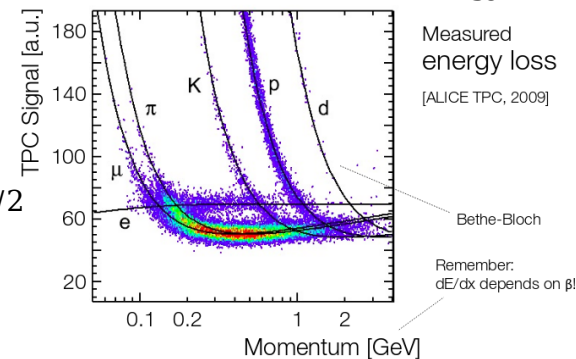 TPC Signal [a.u.]
180
140
100
60
20
μ
e
π
K
p
d
0.1 0.2 1 2
Momentum [GeV]
/2
Measured
energy loss
[ALICE TPC, 2009]
Bethe-Bloch
Remember:
dE/dx depends on β!